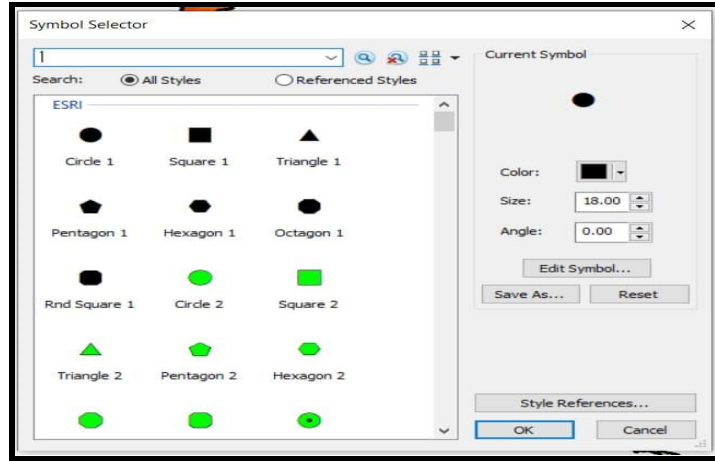 Symbol Selector
1
Search: All Styles Referenced Styles
ESRI
Circle 1 Square 1 Triangle 1
Pentagon 1 Hexagon 1 Octagon 1
Rnd Square 1 Circle 2 Square 2
Triangle 2 Pentagon 2 Hexagon 2
Current Symbol
Color:
Size: 18.00
Angle: 0.00
Edit Symbol...
Save As... Reset
Style References...
OK Cancel